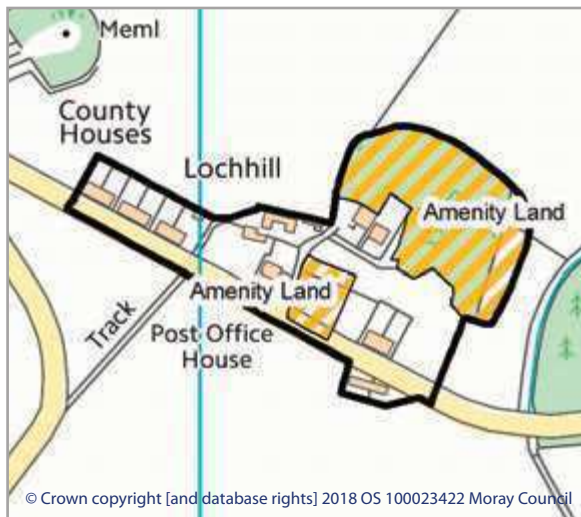 Meml
County
Houses
Lochhill
Amenity Land
Amenity Land
Track
Post Office
House
© Crown copyright [and database rights] 2018 OS 100023422 Moray Council